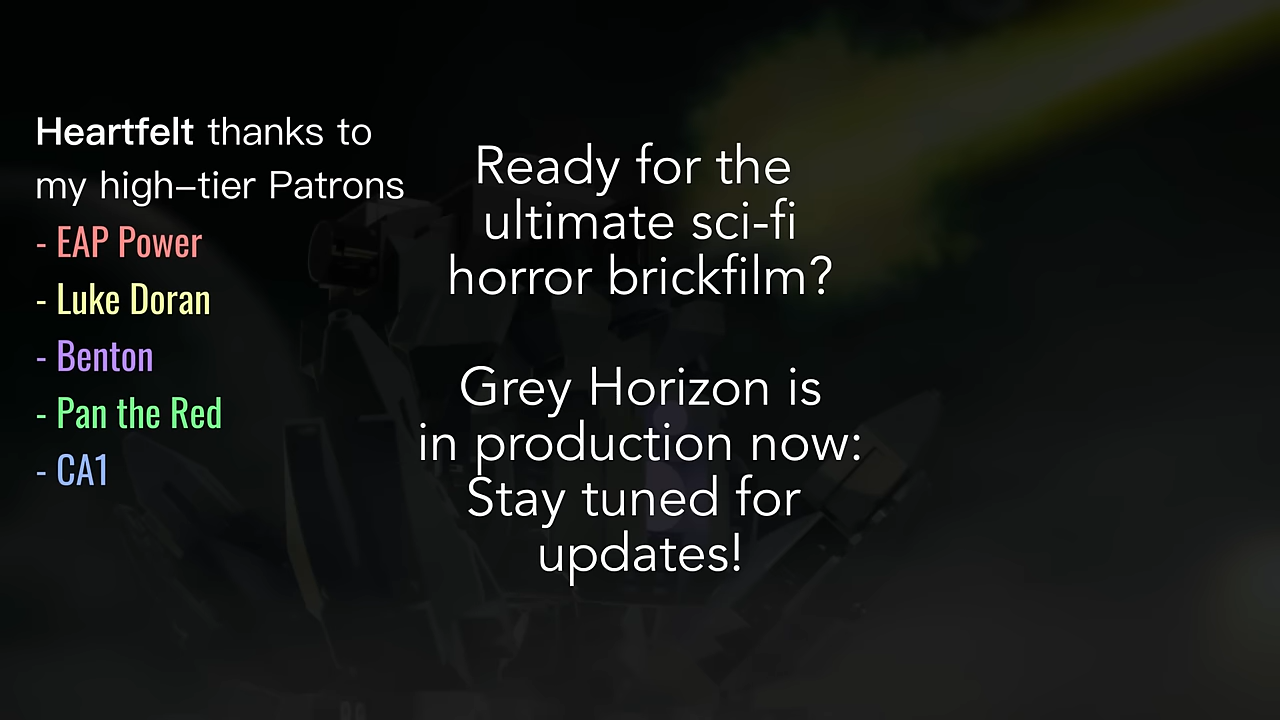 Heartfelt thanks to
my high–tier Patrons
- EAP Power
- Luke Doran
- Benton
- Pan the Red
- CA1
Ready for the
ultimate sci-fi
horror brickfilm?
Grey Horizon is
in production now:
Stay tuned for
updates!